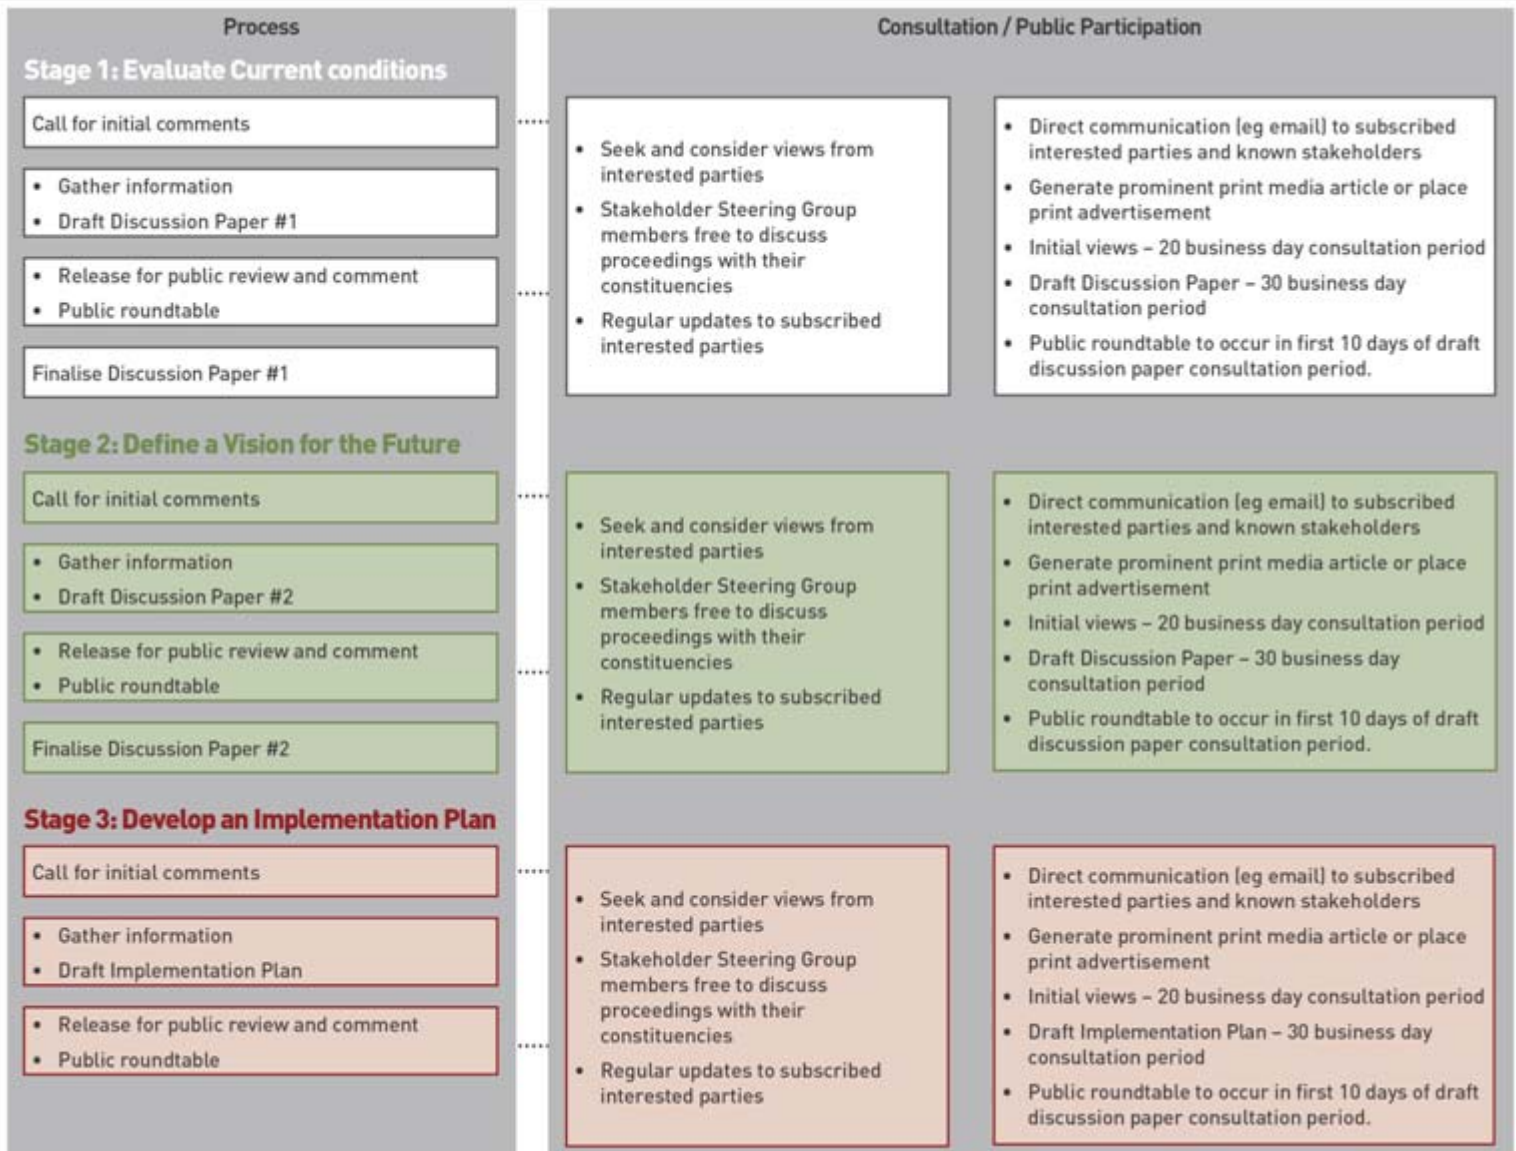 Process
Consultation / Public Participation
Stage 1: Evaluate Current conditions
Call for initial comments
• Gather information
• Draft Discussion Paper #1
• Release for public review and comment
• Public roundtable
Finalise Discussion Paper #1
• Seek and consider views from
interested parties
• Stakeholder Steering Group
members free to discuss
proceedings with their
constituencies
• Regular updates to subscribed
interested parties
• Direct communication (eg email) to subscribed
interested parties and known stakeholders
• Generate prominent print media article or place
print advertisement
• Initial views – 20 business day consultation period
• Draft Discussion Paper – 30 business day
consultation period
• Public roundtable to occur in first 10 days of draft
discussion paper consultation period.
Stage 2: Define a Vision for the Future
Call for initial comments
• Gather information
• Draft Discussion Paper #2
• Release for public review and comment
• Public roundtable
Finalise Discussion Paper #2
• Seek and consider views from
interested parties
• Stakeholder Steering Group
members free to discuss
proceedings with their
constituencies
• Regular updates to subscribed
interested parties
• Direct communication (eg email) to subscribed
interested parties and known stakeholders
• Generate prominent print media article or place
print advertisement
• Initial views – 20 business day consultation period
• Draft Discussion Paper – 30 business day
consultation period
• Public roundtable to occur in first 10 days of draft
discussion paper consultation period.
Stage 3: Develop an Implementation Plan
Call for initial comments
• Gather information
• Draft Implementation Plan
• Release for public review and comment
• Public roundtable
• Seek and consider views from
interested parties
• Stakeholder Steering Group
members free to discuss
proceedings with their
constituencies
• Regular updates to subscribed
interested parties
• Direct communication (eg email) to subscribed
interested parties and known stakeholders
• Generate prominent print media article or place
print advertisement
• Initial views – 20 business day consultation period
• Draft Implementation Plan – 30 business day
consultation period
• Public roundtable to occur in first 10 days of draft
discussion paper consultation period.